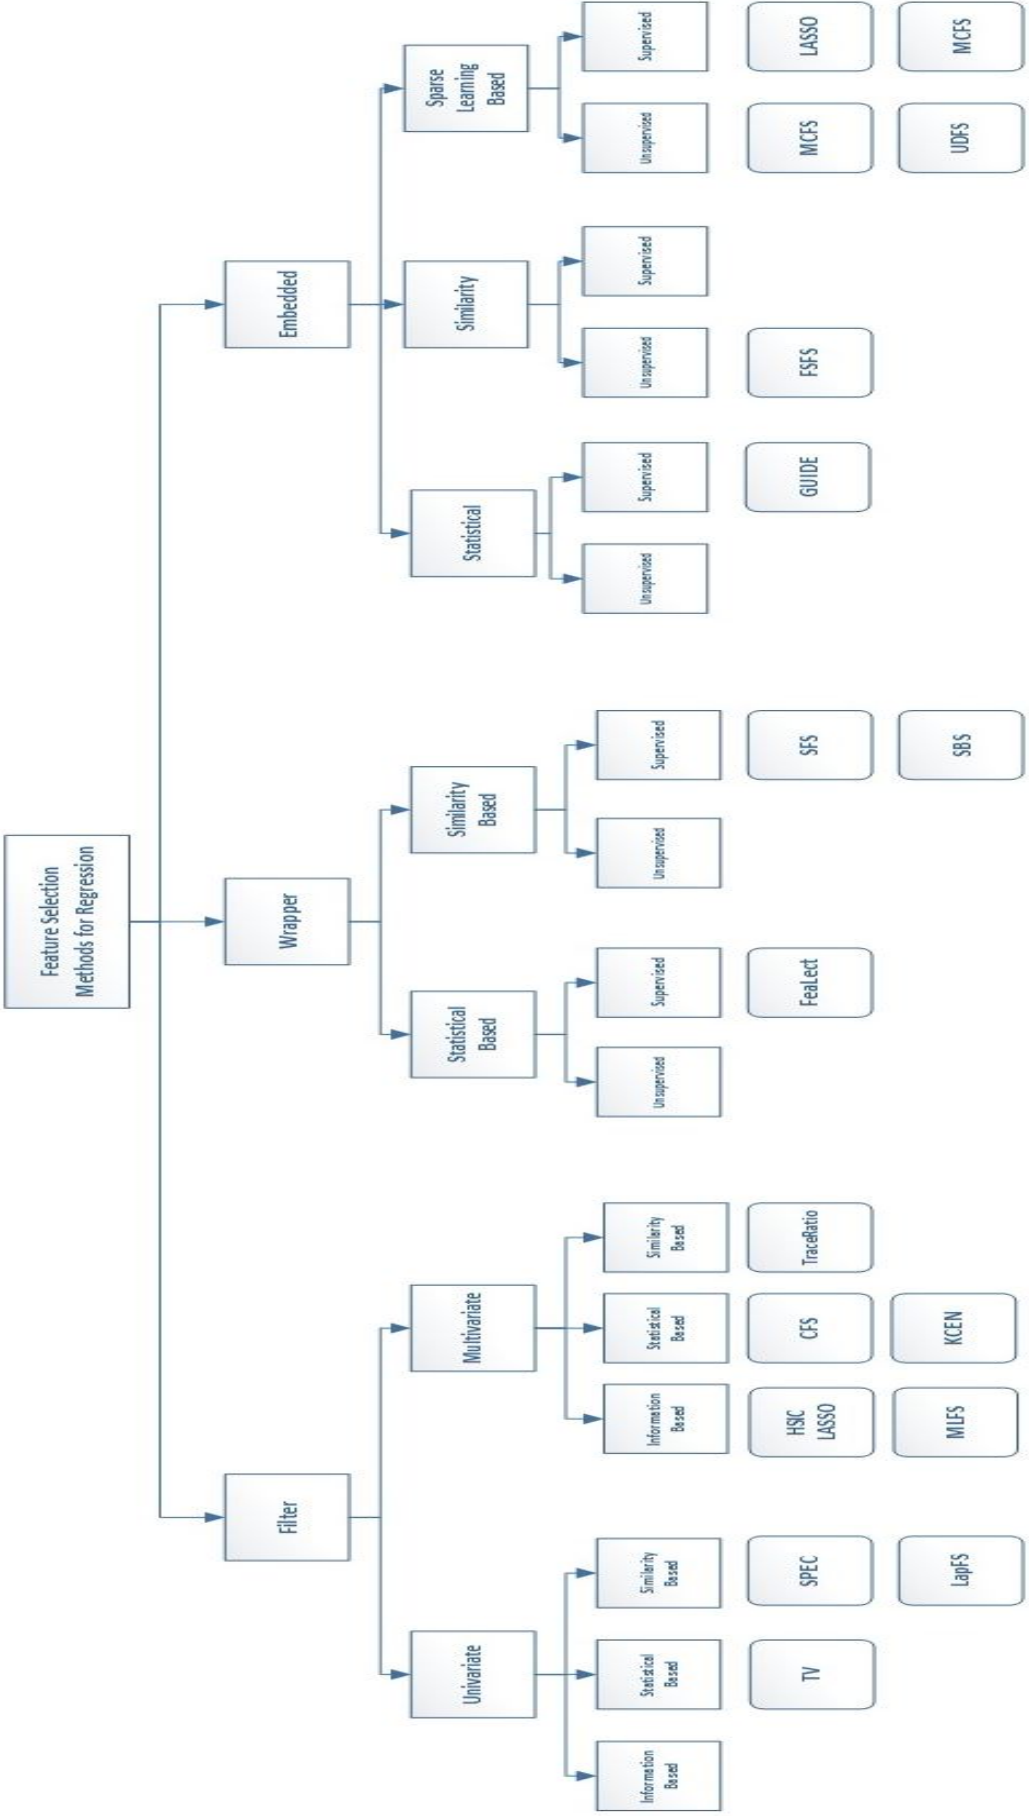 Feature Selection
Methods for Regression
Filter
Wrapper
Embedded
Univariate
Multivariate
Statistical
Based
Similarity
Based
Statistical
Similarity
Sparse
Learning
Based
Information
Based
Statistical
Based
Similarity
Based
Information
Based
Statistical
Based
Similarity
Based
Unsupervised
Supervised
Unsupervised
Supervised
Unsupervised
Supervised
Unsupervised
Supervised
Unsupervised
Supervised
TV
SPEC
HSIC
LASSO
CFS
TraceRatio
FeaLect
SFS
GUIDE
FSFS
MCFS
LASSO
LapFS
MLFS
KCEN
SBS
UDFS
MCFS